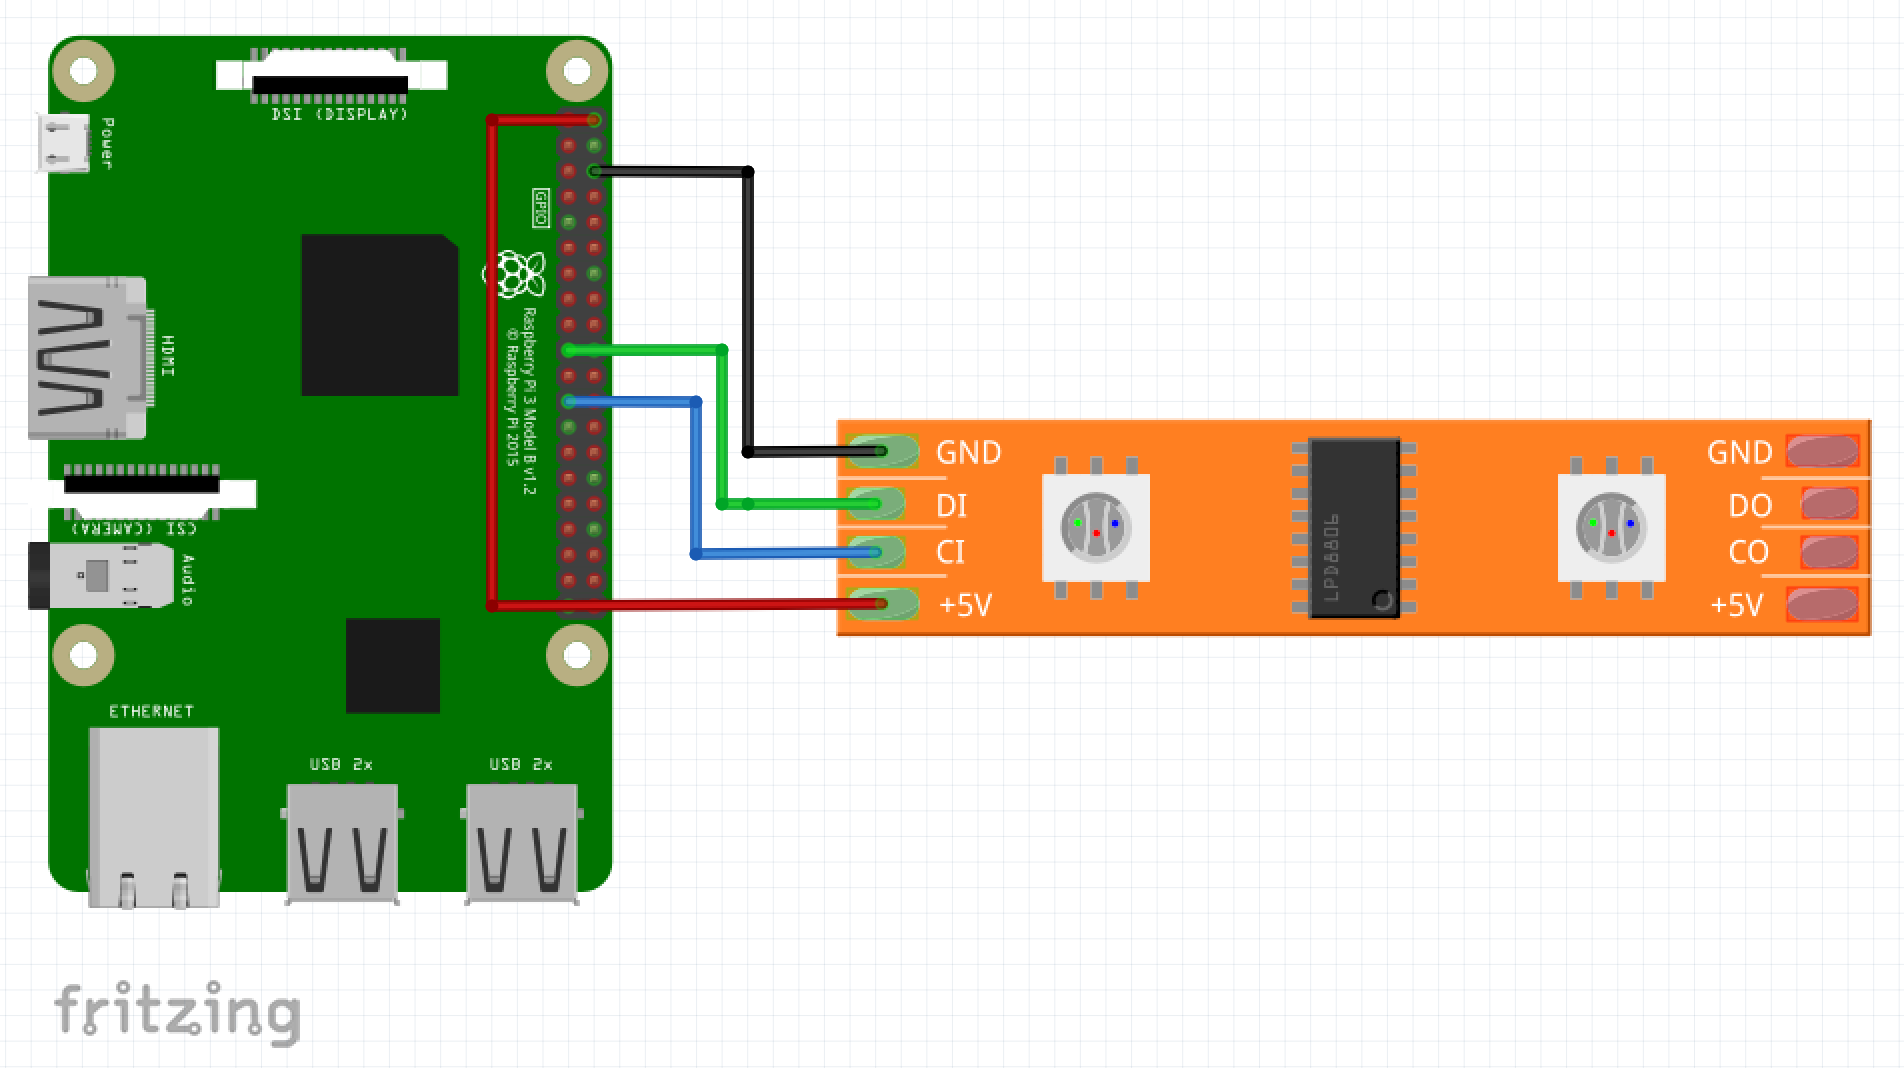 DSI (DISPLAY)
Power
GPIO
Raspberry Pi 3 Model B v1.2
© Raspberry Pi 2015
HDMI
CSI (CAMERA)
Audio
ETHERNET
USB 2x
USB 2x
GND
DI
CI
+5V
LPD8806
GND
DO
CO
+5V
fritzing